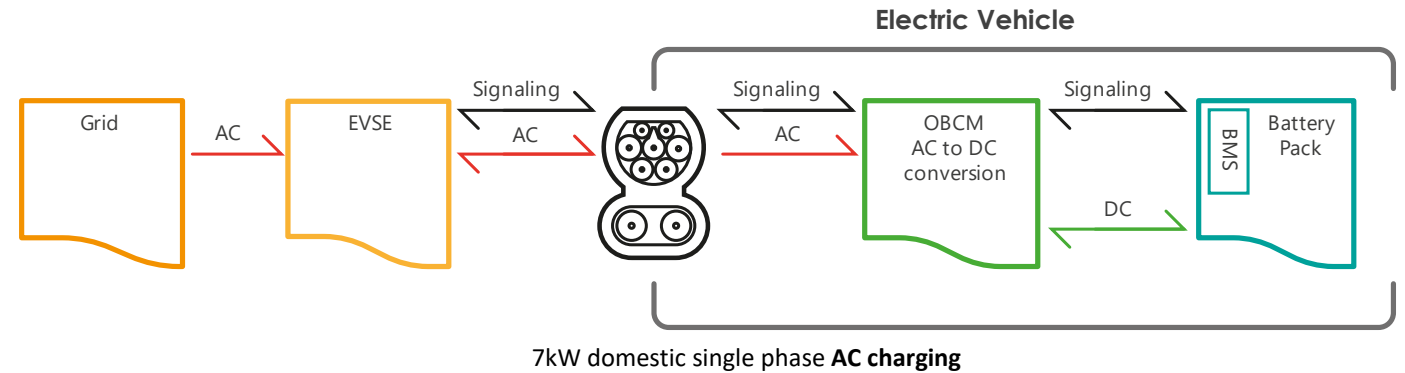 Electric Vehicle
Grid
AC
EVSE
Signaling
AC
Signaling
AC
OBCM
AC to DC
conversion
Signaling
DC
BMS
Battery
Pack
7kW domestic single phase AC charging